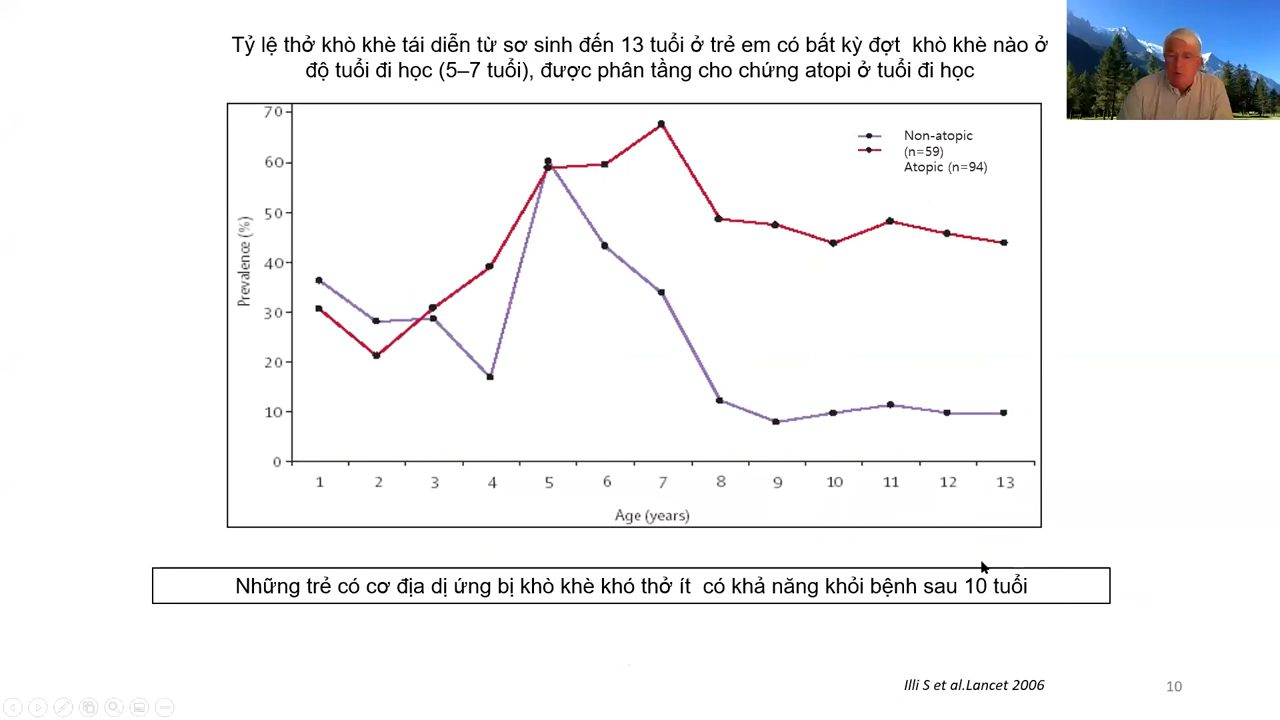 Tỷ lệ thở khò khè tái diễn từ sơ sinh đến 13 tuổi ở trẻ em có bất kỳ đợt khò khè nào ở
độ tuổi đi học (5–7 tuổi), được phân tầng cho chứng atopi ở tuổi đi học
70
60
50
40
30
20
10
0
Prevalence (%)
Non-atopic
(n=59)
Atopic (n=94)
1 2 3 4 5 6 7 8 9 10 11 12 13
Age (years)
Những trẻ có cơ địa dị ứng bị khò khè khó thở ít có khả năng khỏi bệnh sau 10 tuổi
Illi S et al.Lancet 2006
10